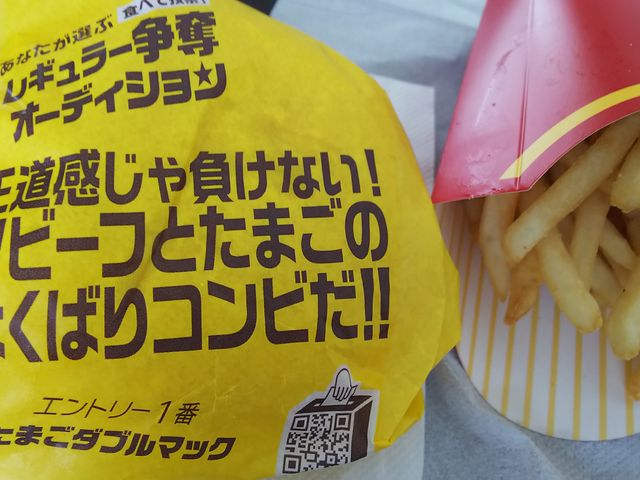 食べて投票!
あなたが選ぶ
レギュラー争奪
オーディション
道感じゃ負けない!
ビーフとたまごの
くばりコンビだ!!
エントリー1番
たまごダブルマック